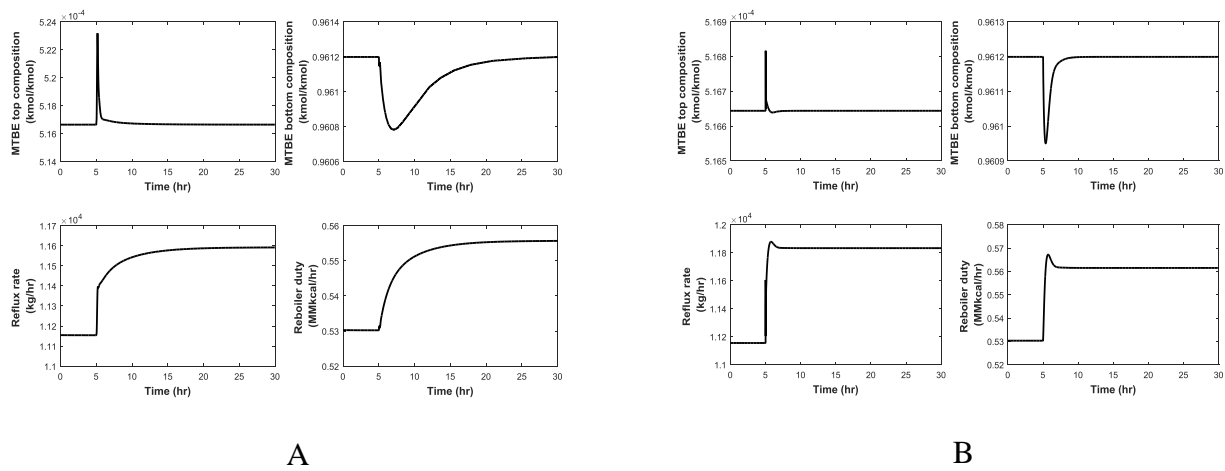 ×10⁻⁴
5.24
5.22
5.2
5.18
5.16
5.14
0 5 10 15 20 25 30
Time (hr)
MTBE top composition
(kmol/kmol)
0.9614
0.9612
0.961
0.9608
0.9606
0 5 10 15 20 25 30
Time (hr)
MTBE bottom composition
(kmol/kmol)
×10⁴
1.17
1.16
1.15
1.14
1.13
1.12
1.11
1.1
0 5 10 15 20 25 30
Time (hr)
Reflux rate
(kg/hr)
0.56
0.55
0.54
0.53
0.52
0 5 10 15 20 25 30
Time (hr)
Reboiler duty
(MMkcal/hr)
A
×10⁻⁴
5.169
5.168
5.167
5.166
5.165
0 5 10 15 20 25 30
Time (hr)
MTBE top composition
(kmol/kmol)
0.9613
0.9612
0.9611
0.961
0.9609
0 5 10 15 20 25 30
Time (hr)
MTBE bottom composition
(kmol/kmol)
×10⁴
1.2
1.18
1.16
1.14
1.12
1.1
0 5 10 15 20 25 30
Time (hr)
Reflux rate
(kg/hr)
0.58
0.57
0.56
0.55
0.54
0.53
0.52
0 5 10 15 20 25 30
Time (hr)
Reboiler duty
(MMkcal/hr)
B